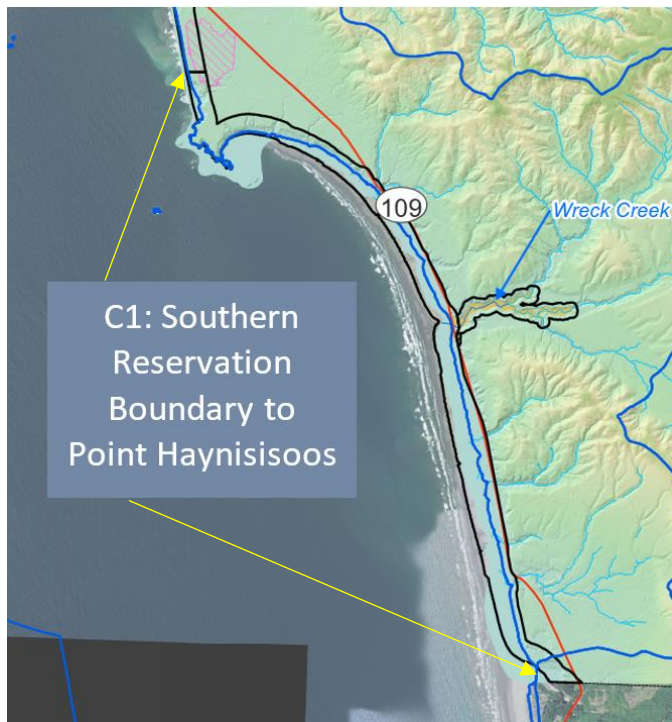 109
Wreck Creek
C1: Southern
Reservation
Boundary to
Point Haynisisoos